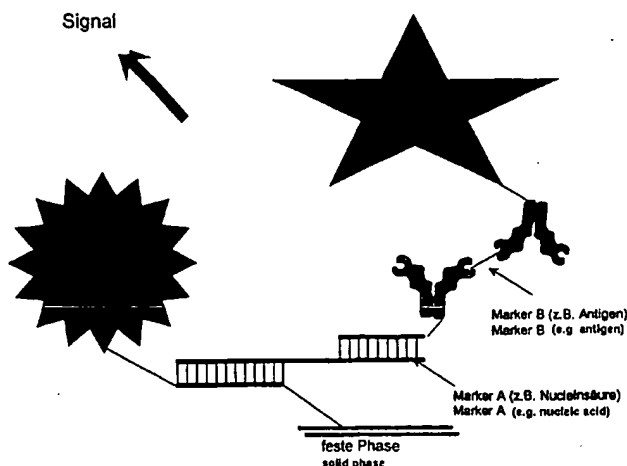 Signal
Marker B (z.B. Antigen)
Marker B (e.g antigen)
Marker A (z.B. Nucleinsäure)
Marker A (e.g. nucleic acid)
feste Phase
solid phase